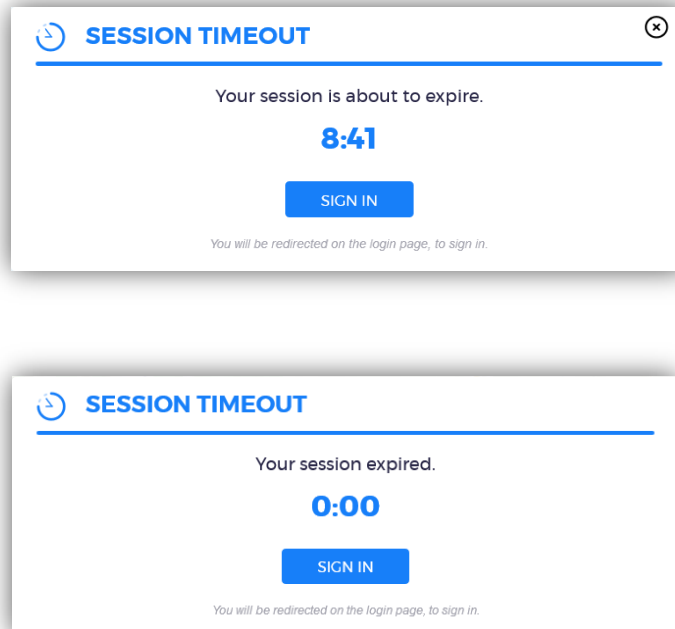 SESSION TIMEOUT
Your session is about to expire.
8:41
SIGN IN
You will be redirected on the login page, to sign in.
SESSION TIMEOUT
Your session expired.
0:00
SIGN IN
You will be redirected on the login page, to sign in.